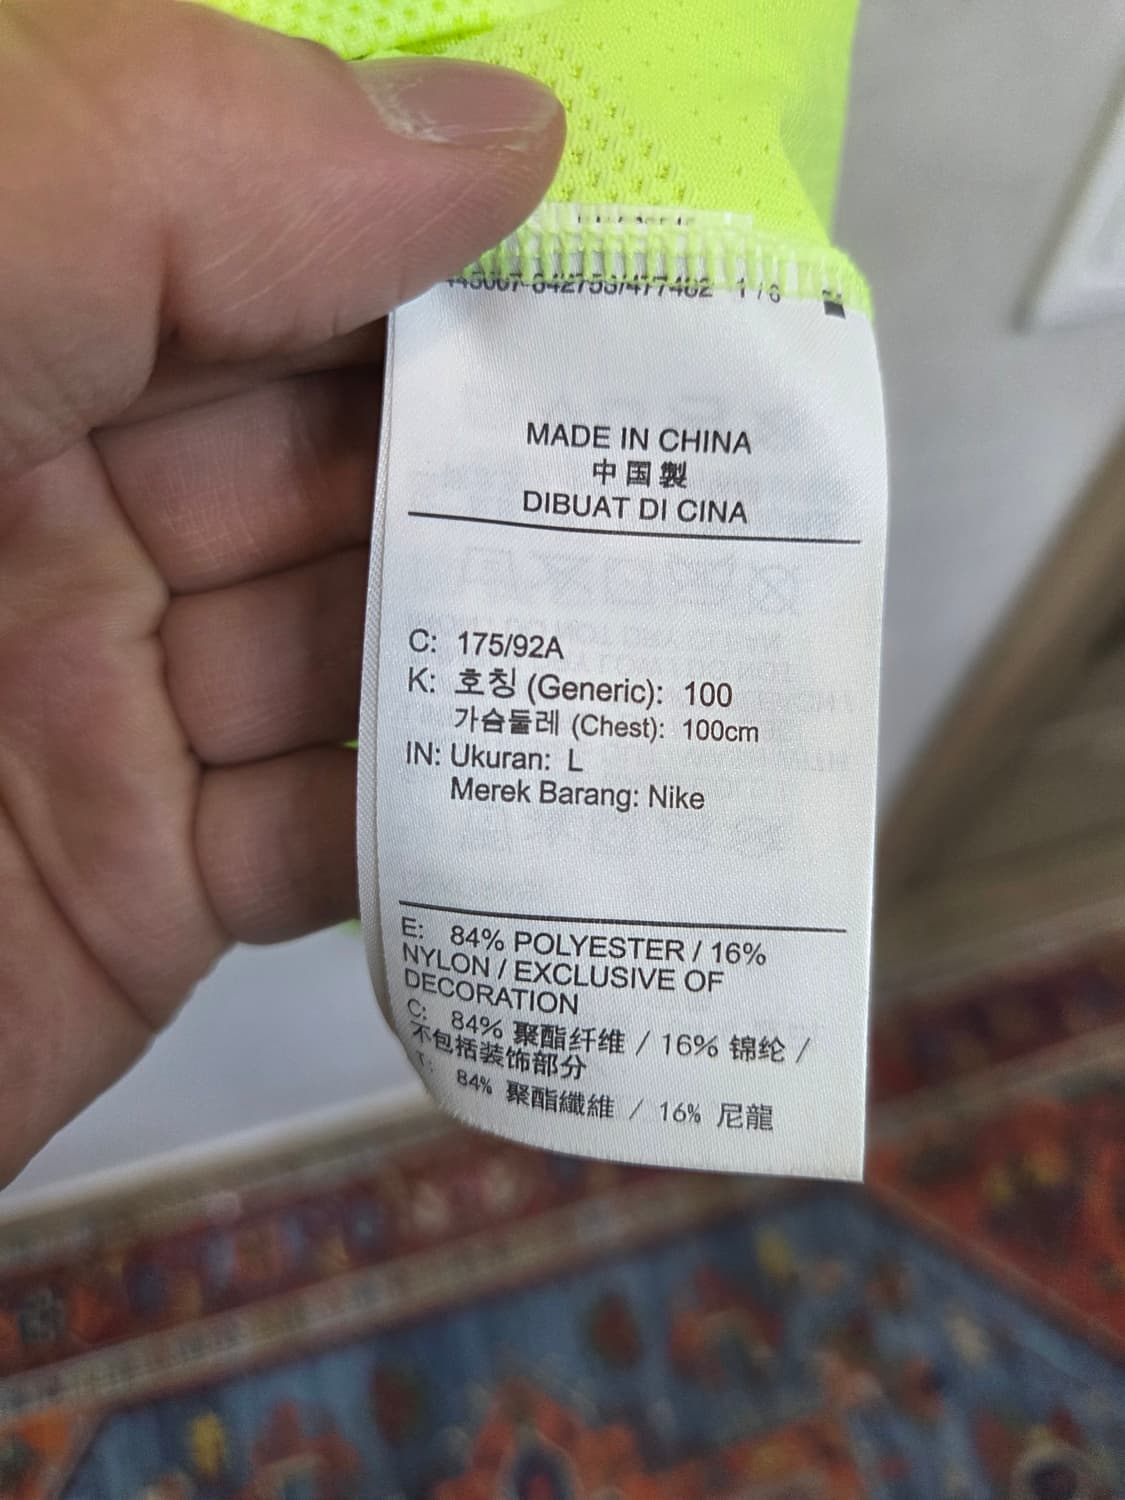 1 / 6
MADE IN CHINA
中国製
DIBUAT DI CINA
C: 175/92A
K: 호칭 (Generic): 100
가슴둘레 (Chest): 100cm
IN: Ukuran: L
Merek Barang: Nike
E: 84% POLYESTER / 16%
NYLON / EXCLUSIVE OF
DECORATION
C: 84% 聚酯纤维 / 16% 锦纶 /
不包括装饰部分
T: 84% 聚酯纖維 / 16% 尼龍